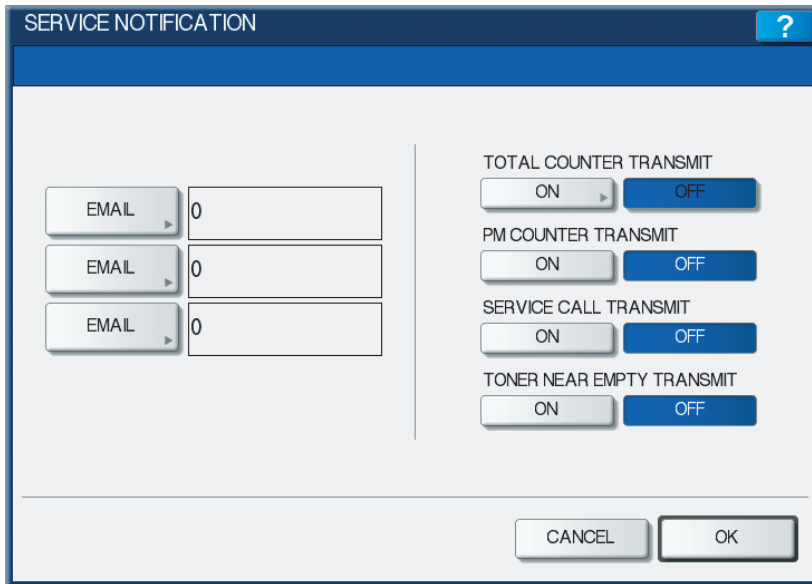 SERVICE NOTIFICATION
?
EMAIL 0
EMAIL 0
EMAIL 0
TOTAL COUNTER TRANSMIT
ON OFF
PM COUNTER TRANSMIT
ON OFF
SERVICE CALL TRANSMIT
ON OFF
TONER NEAR EMPTY TRANSMIT
ON OFF
CANCEL OK